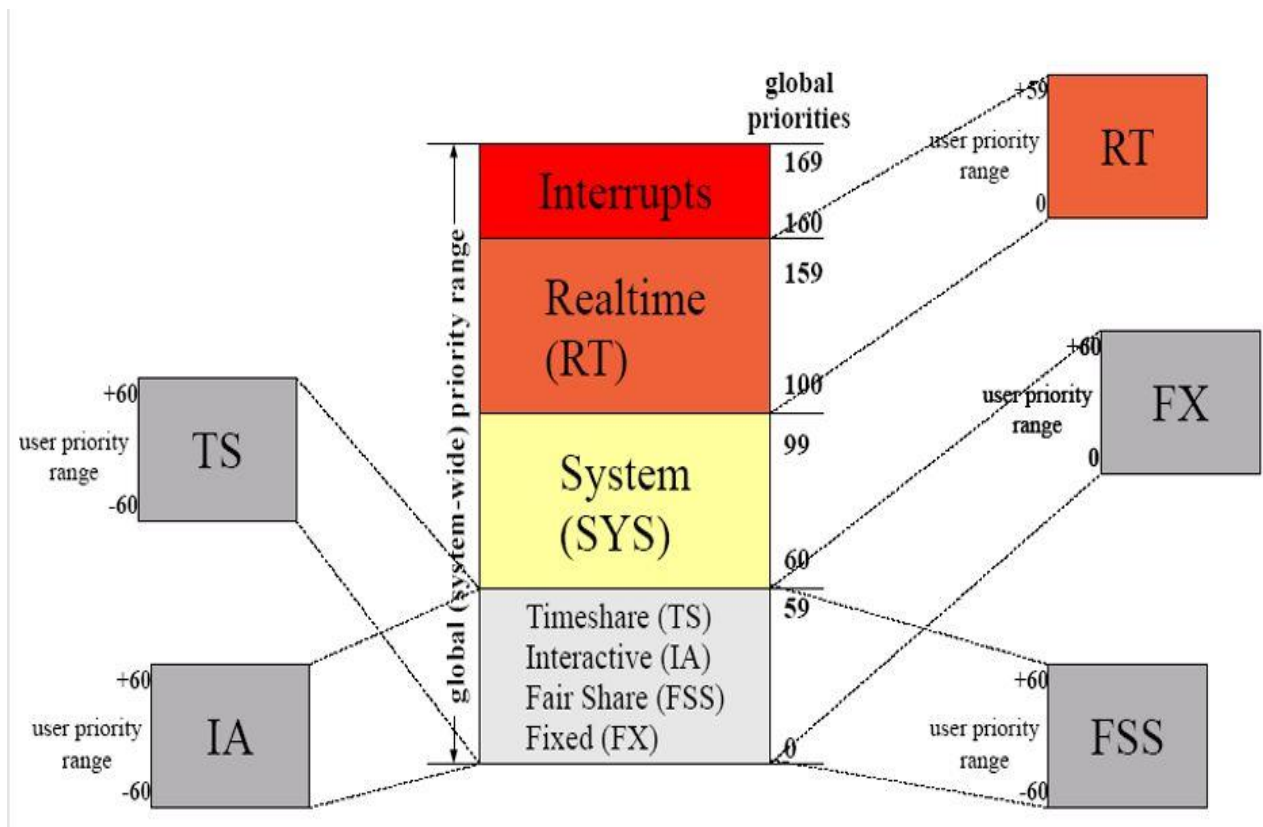 global
priorities
169
Interrupts
160
159
Realtime
(RT)
100
99
System
(SYS)
60
59
Timeshare (TS)
Interactive (IA)
Fair Share (FSS)
Fixed (FX)
0
global (system-wide) priority range
+60
user priority
range
-60
TS
+60
user priority
range
-60
IA
+59
user priority
range
0
RT
+60
user priority
range
0
FX
+60
user priority
range
-60
FSS